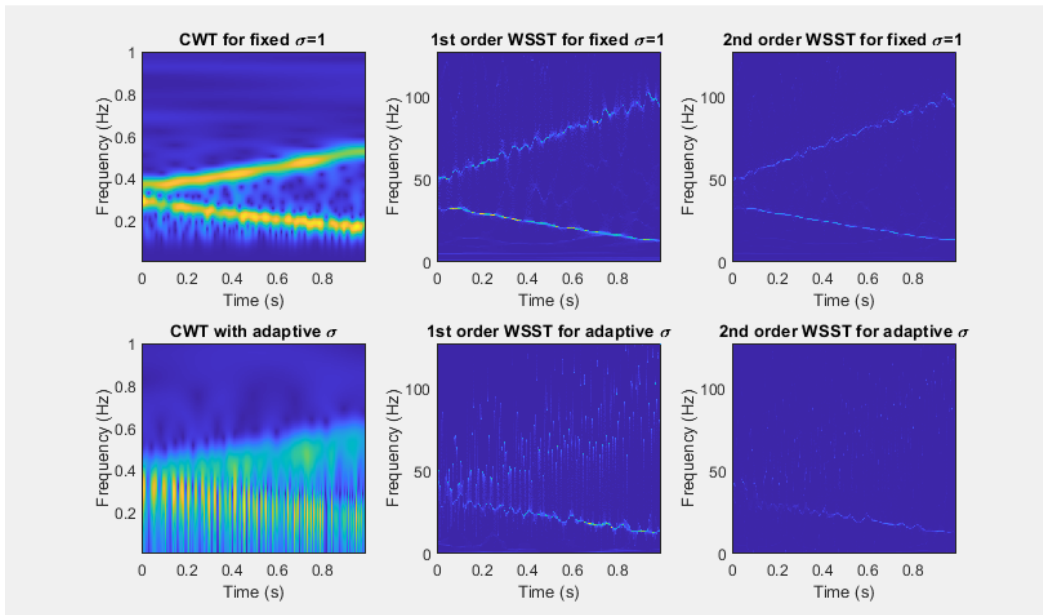 CWT for fixed σ=1
1
0.8
0.6
0.4
0.2
Frequency (Hz)
0 0.2 0.4 0.6 0.8
Time (s)
1st order WSST for fixed σ=1
100
50
0
Frequency (Hz)
0 0.2 0.4 0.6 0.8
Time (s)
2nd order WSST for fixed σ=1
100
50
0
Frequency (Hz)
0 0.2 0.4 0.6 0.8
Time (s)
CWT with adaptive σ
1
0.8
0.6
0.4
0.2
Frequency (Hz)
0 0.2 0.4 0.6 0.8
Time (s)
1st order WSST for adaptive σ
100
50
0
Frequency (Hz)
0 0.2 0.4 0.6 0.8
Time (s)
2nd order WSST for adaptive σ
100
50
0
Frequency (Hz)
0 0.2 0.4 0.6 0.8
Time (s)